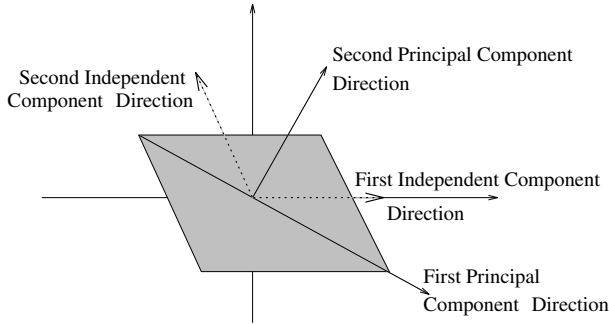 Second Principal Component
Direction
Second Independent
Component Direction
First Independent Component
Direction
First Principal
Component Direction